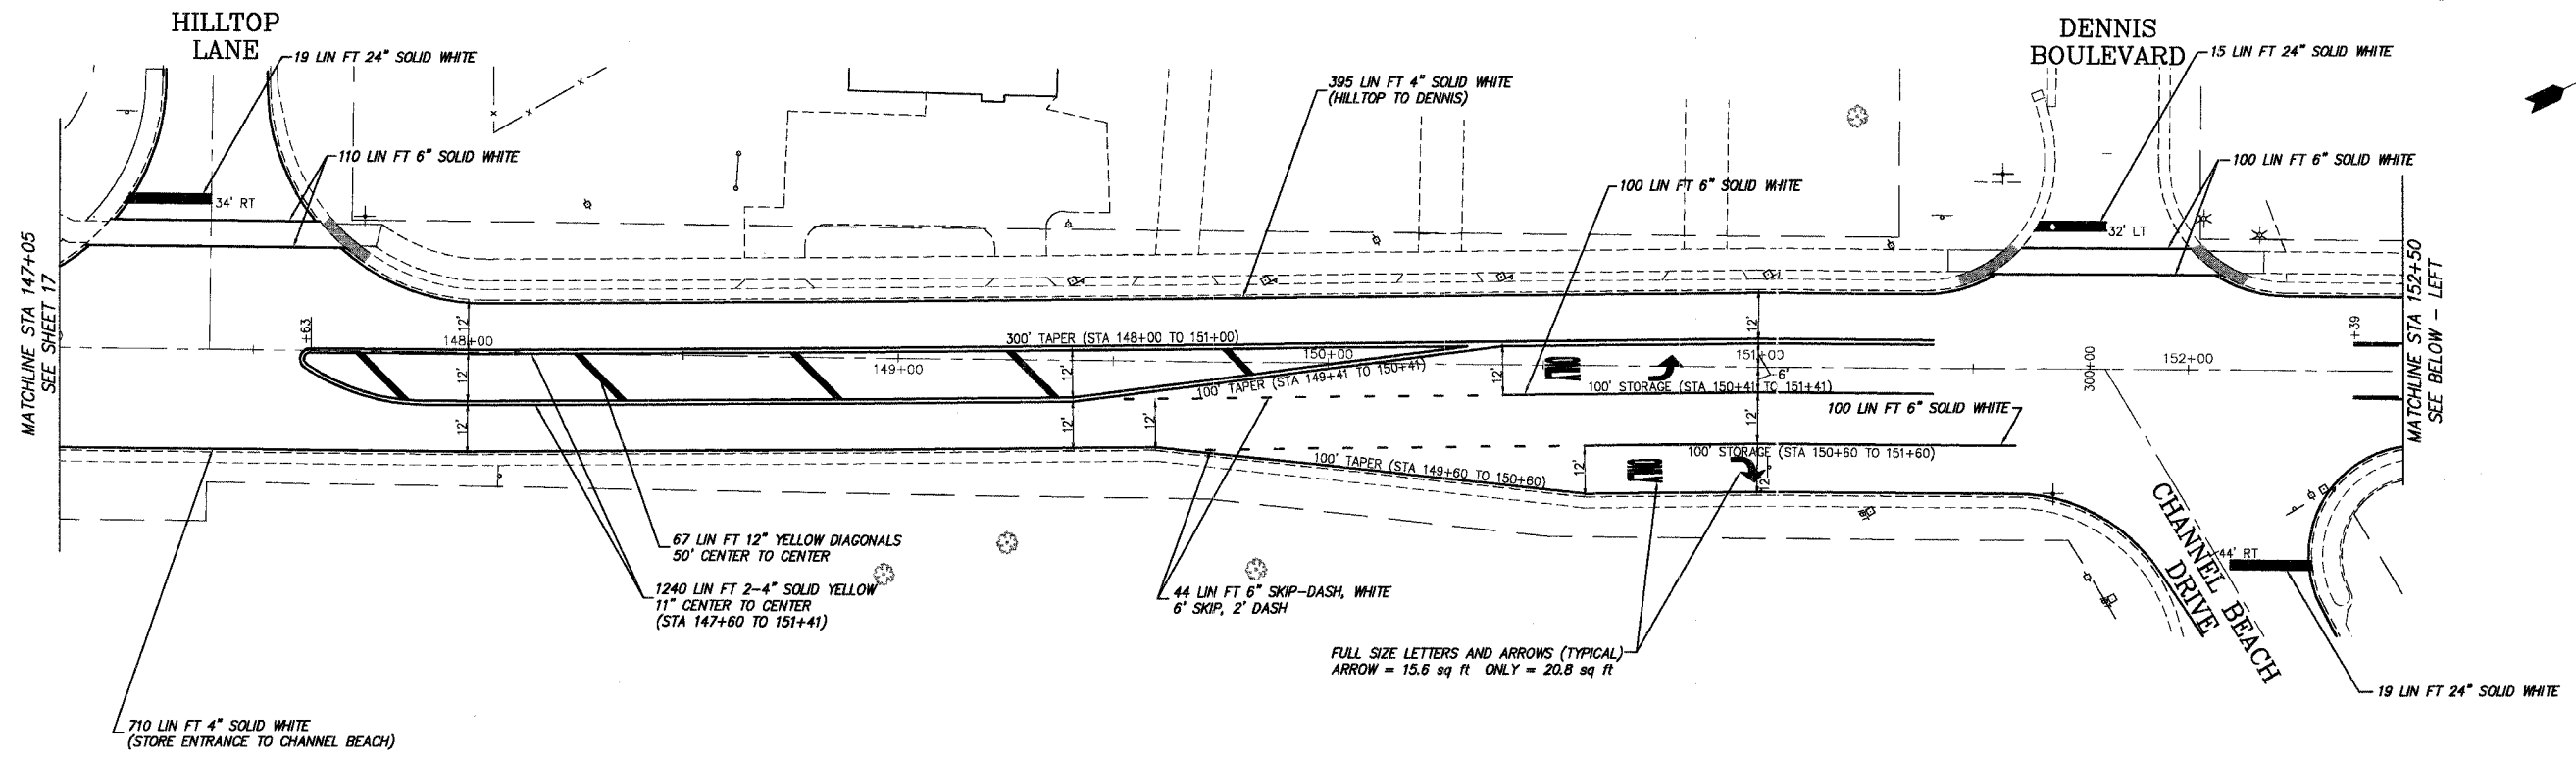 HILLTOP
LANE
19 LIN FT 24" SOLID WHITE
110 LIN FT 6" SOLID WHITE
34' RT
MATCHLINE STA 147+05
SEE SHEET 17
395 LIN FT 4" SOLID WHITE
(HILLTOP TO DENNIS)
100 LIN FT 6" SOLID WHITE
DENNIS
BOULEVARD
15 LIN FT 24" SOLID WHITE
100 LIN FT 6" SOLID WHITE
32' LT
MATCHLINE STA 152+50
SEE BELOW - LEFT
+63
12'
148+00
12'
12'
300' TAPER (STA 148+00 TO 151+00)
149+00
12'
12'
12'
150+00
100' TAPER (STA 149+41 TO 150+41)
12'
ONLY
12'
151+00
6'
100' STORAGE (STA 150+41 TO 151+41)
12'
100 LIN FT 6" SOLID WHITE
300+00
152+00
+39
100' TAPER (STA 149+60 TO 150+60)
12'
ONLY
100' STORAGE (STA 150+60 TO 151+60)
12'
67 LIN FT 12" YELLOW DIAGONALS
50' CENTER TO CENTER
1240 LIN FT 2-4" SOLID YELLOW
11" CENTER TO CENTER
(STA 147+60 TO 151+41)
44 LIN FT 6" SKIP-DASH, WHITE
6' SKIP, 2' DASH
FULL SIZE LETTERS AND ARROWS (TYPICAL)
ARROW = 15.6 sq ft ONLY = 20.8 sq ft
CHANNEL BEACH
DRIVE
44' RT
19 LIN FT 24" SOLID WHITE
710 LIN FT 4" SOLID WHITE
(STORE ENTRANCE TO CHANNEL BEACH)